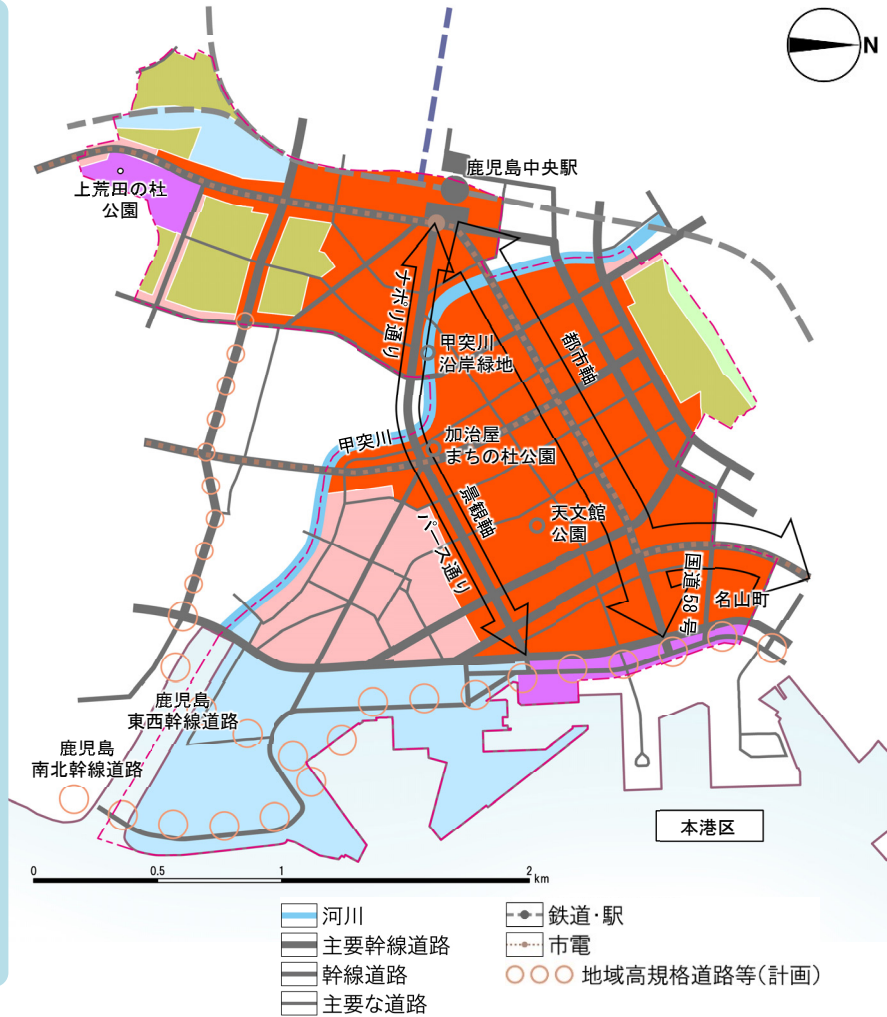 N
鹿児島中央駅
上荒田の杜
公園
ナポリ通り
甲突川
沿岸緑地
都市軸
甲突川
加治屋
まちの杜公園
景観軸
パース通り
天文館
公園
国道58号
名山町
鹿児島
東西幹線道路
鹿児島
南北幹線道路
本港区
0 0.5 1 2 km
河川
主要幹線道路
幹線道路
主要な道路
鉄道・駅
市電
地域高規格道路等(計画)